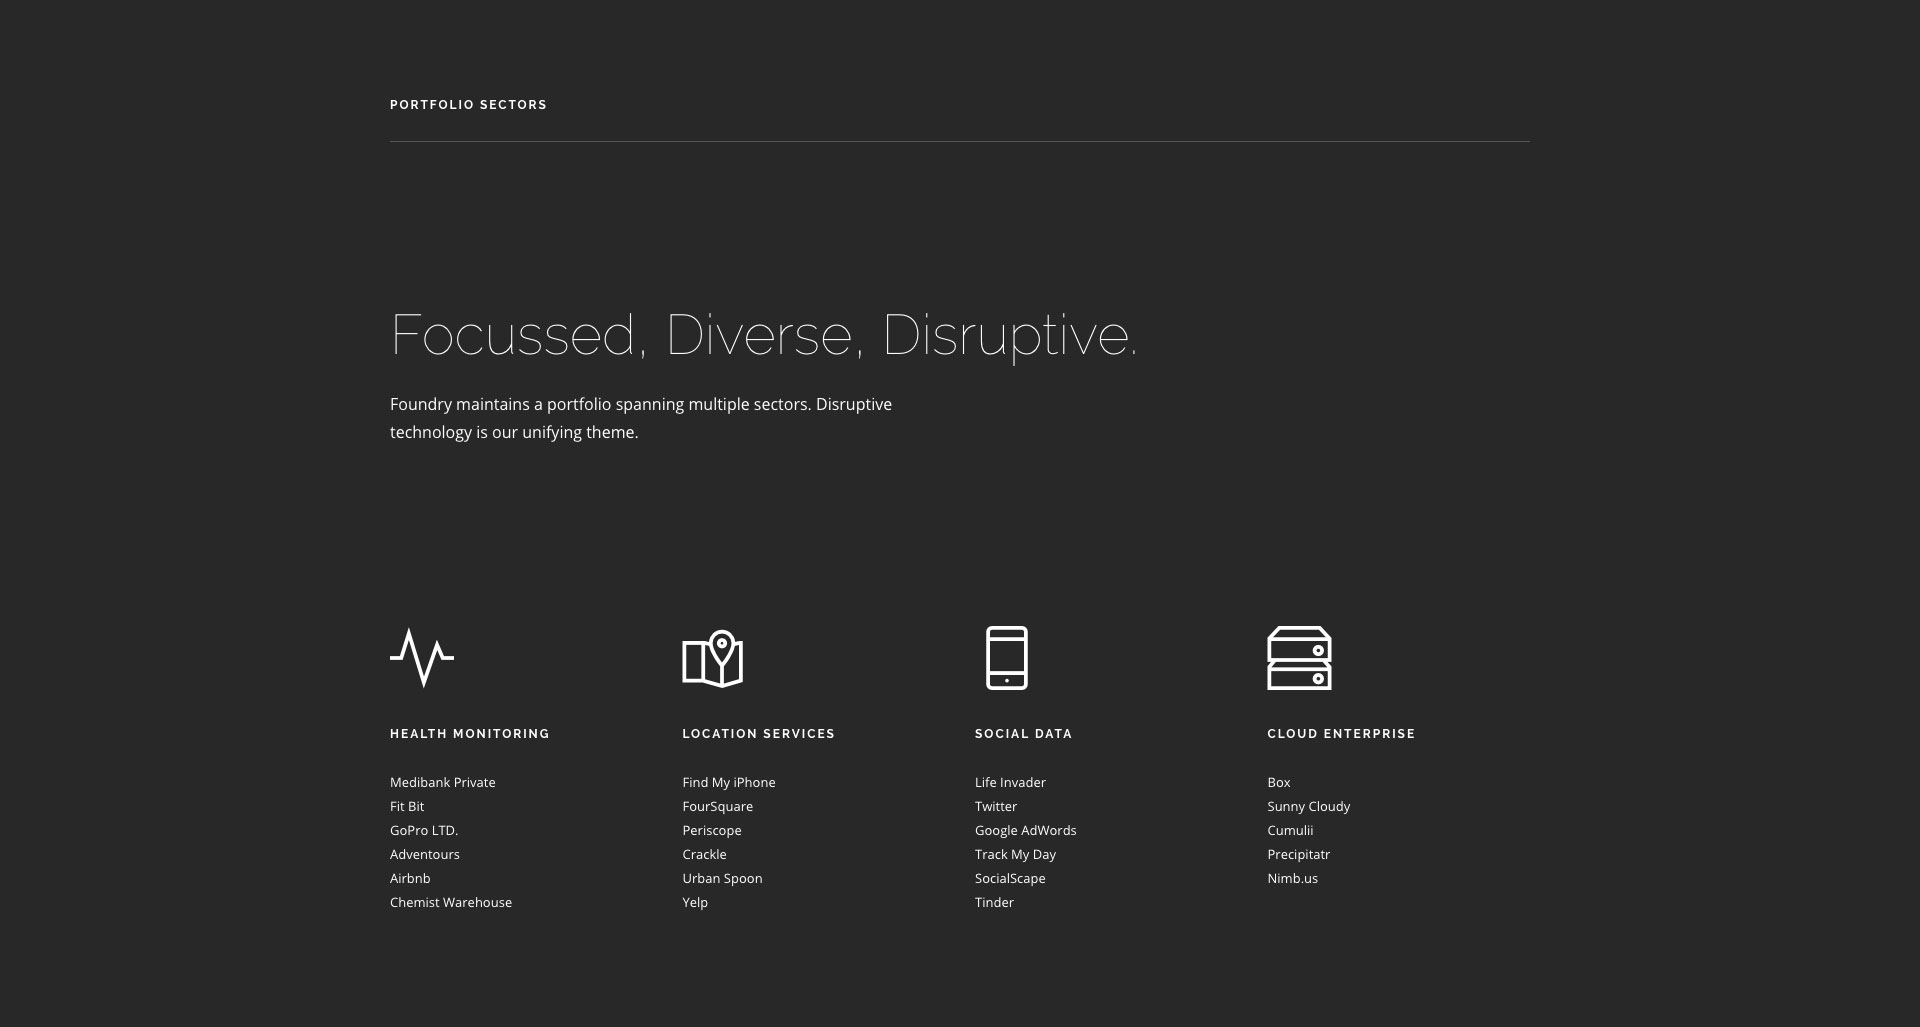 PORTFOLIO SECTORS
Focussed, Diverse, Disruptive.
Foundry maintains a portfolio spanning multiple sectors. Disruptive
technology is our unifying theme.
HEALTH MONITORING
Medibank Private
Fit Bit
GoPro LTD.
Adventours
Airbnb
Chemist Warehouse
LOCATION SERVICES
Find My iPhone
FourSquare
Periscope
Crackle
Urban Spoon
Yelp
SOCIAL DATA
Life Invader
Twitter
Google AdWords
Track My Day
SocialScape
Tinder
CLOUD ENTERPRISE
Box
Sunny Cloudy
Cumulii
Precipitatr
Nimb.us